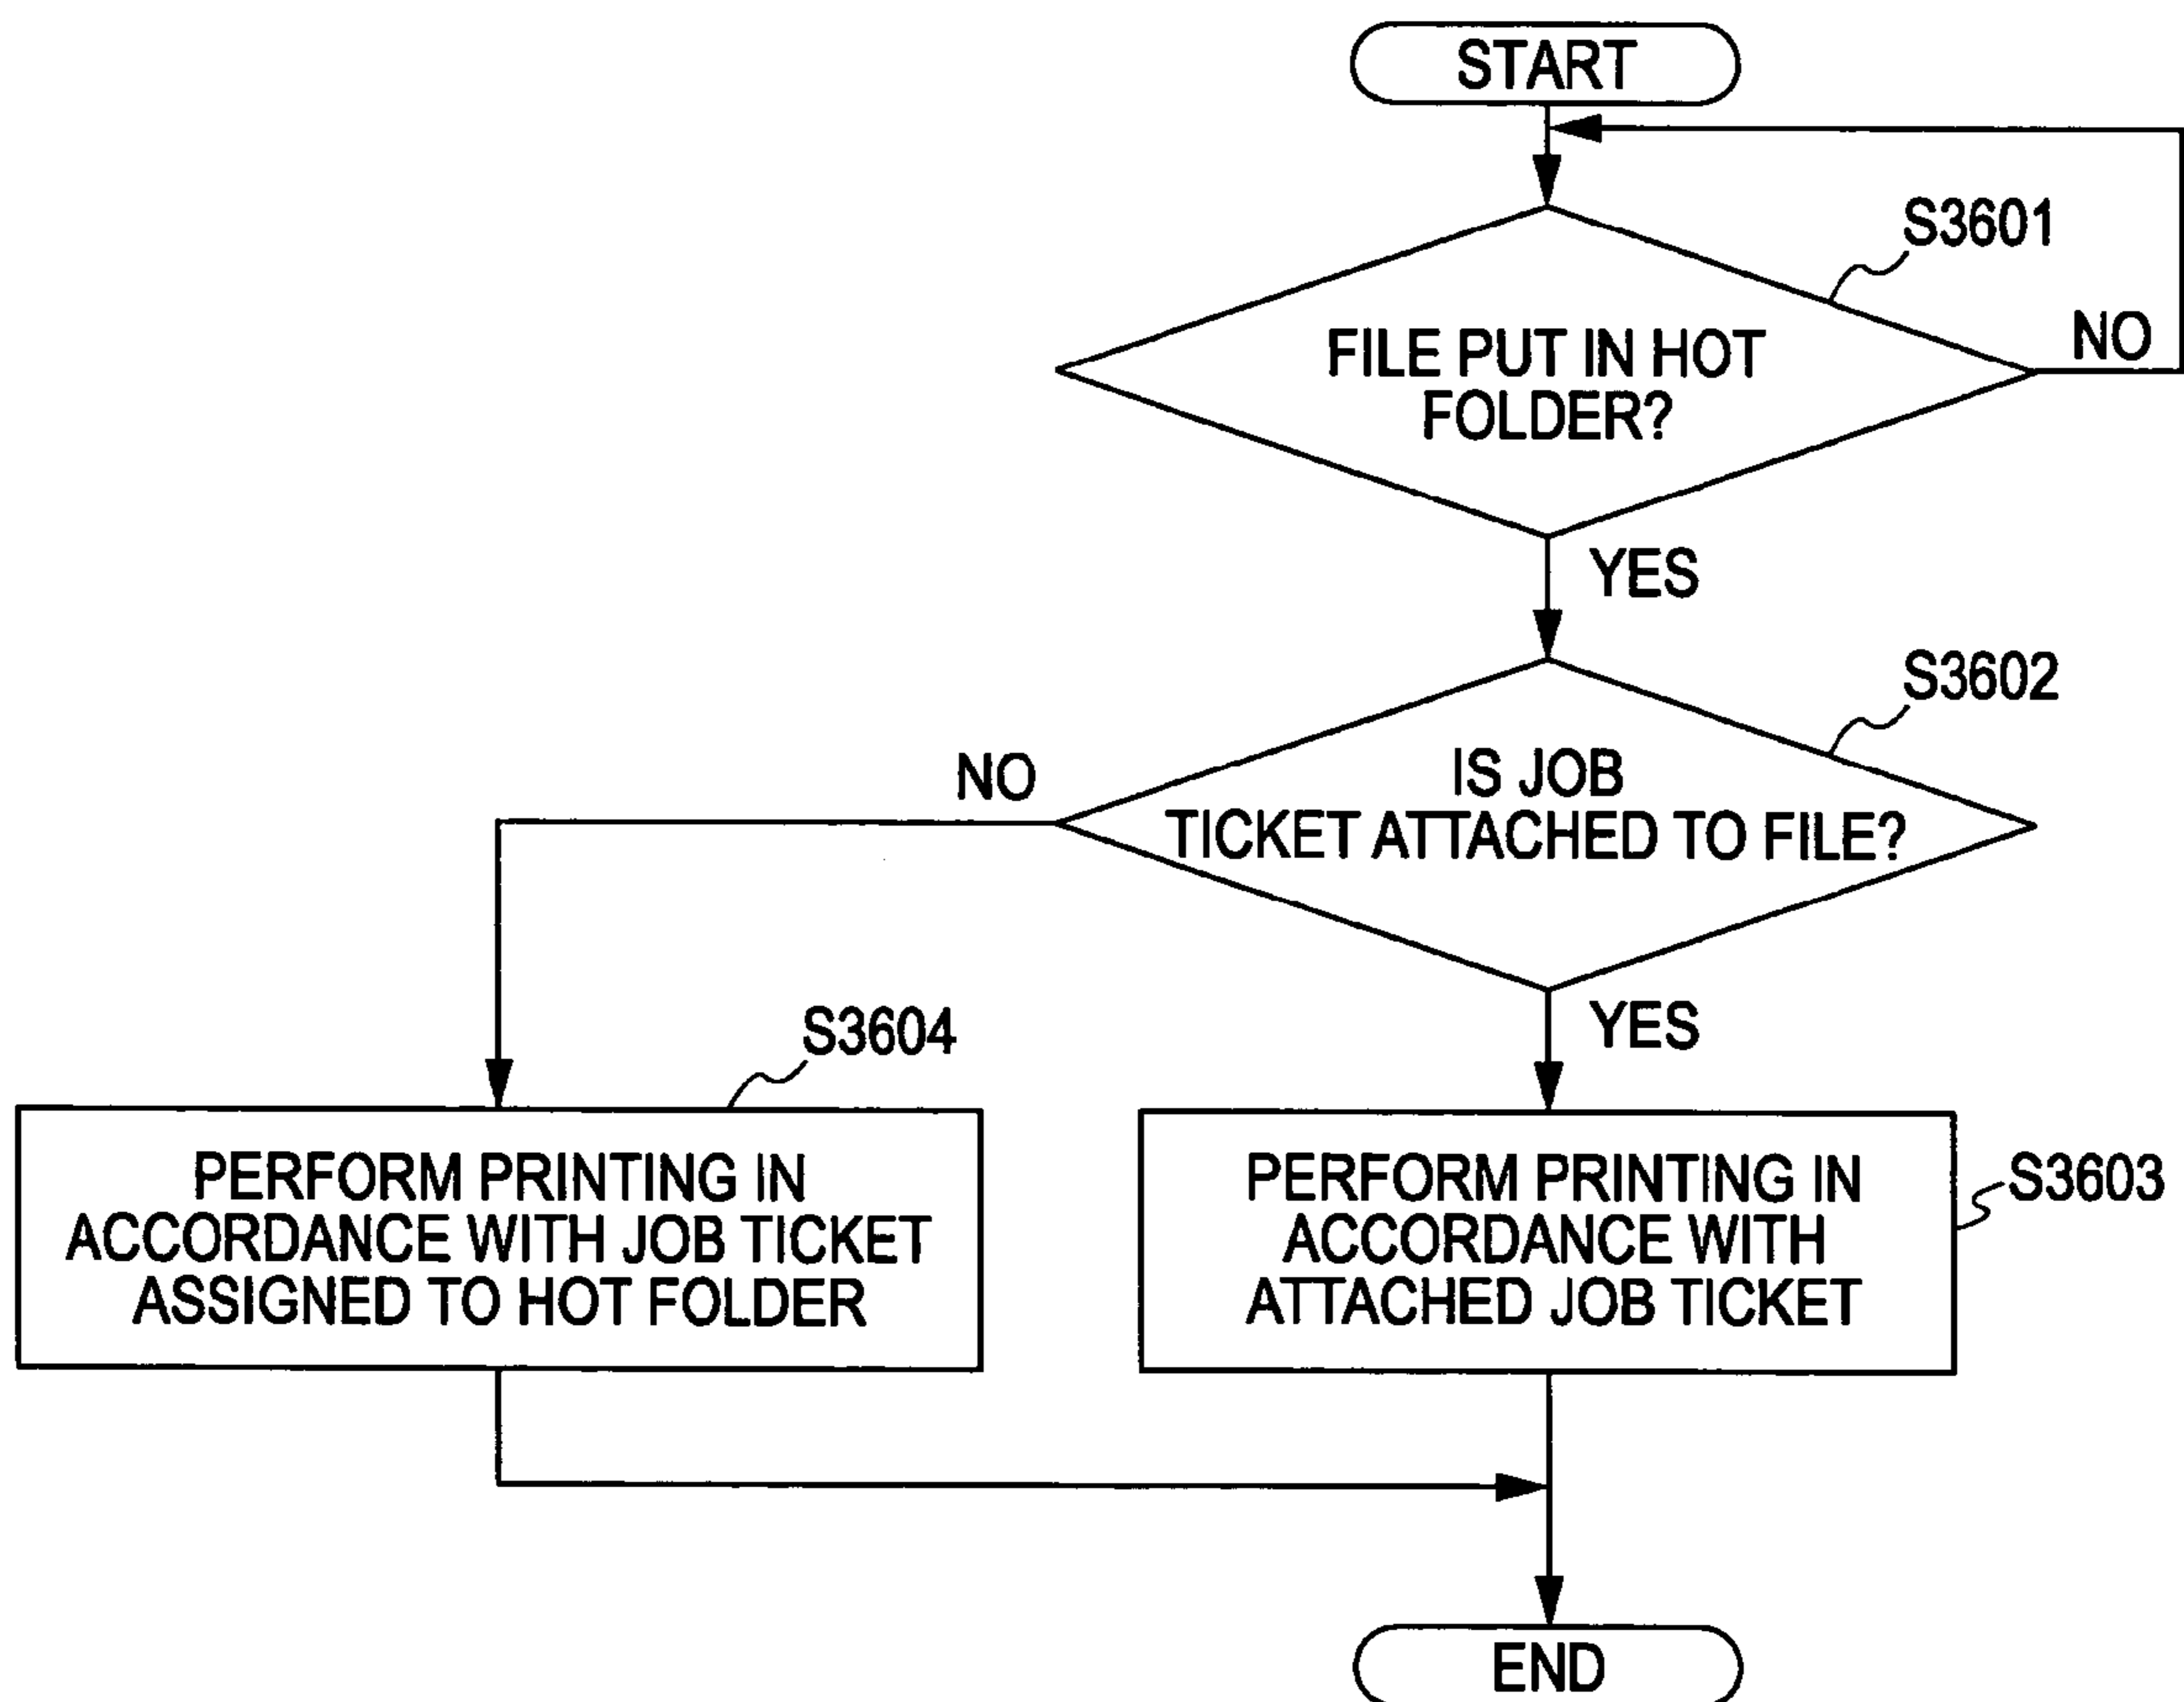 START
S3601
NO
FILE PUT IN HOT
FOLDER?
YES
S3602
NO
IS JOB
TICKET ATTACHED TO FILE?
YES
S3604
PERFORM PRINTING IN
ACCORDANCE WITH JOB TICKET
ASSIGNED TO HOT FOLDER
PERFORM PRINTING IN
ACCORDANCE WITH
ATTACHED JOB TICKET
S3603
END